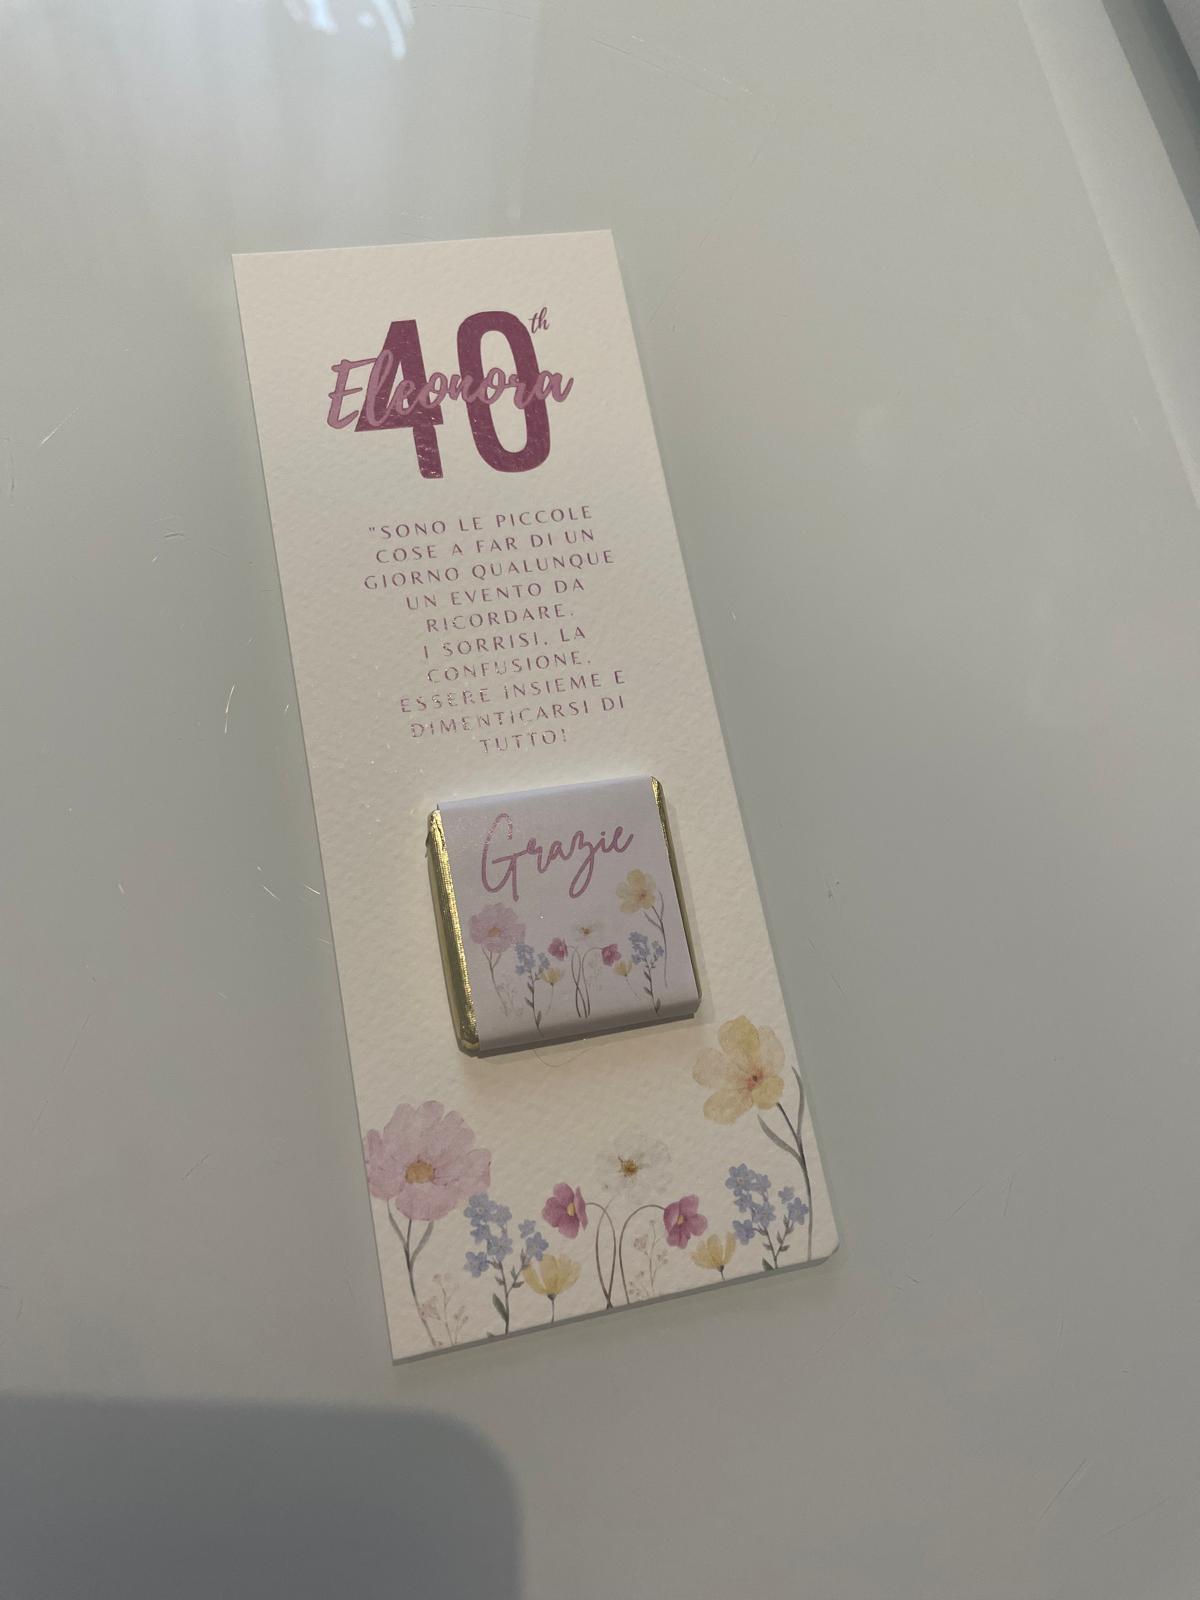 40th
Eleonora
"SONO LE PICCOLE
COSE A FAR DI UN
GIORNO QUALUNQUE
UN EVENTO DA
RICORDARE.
I SORRISI, LA
CONFUSIONE,
ESSERE INSIEME E
DIMENTICARSI DI
TUTTO!
Grazie